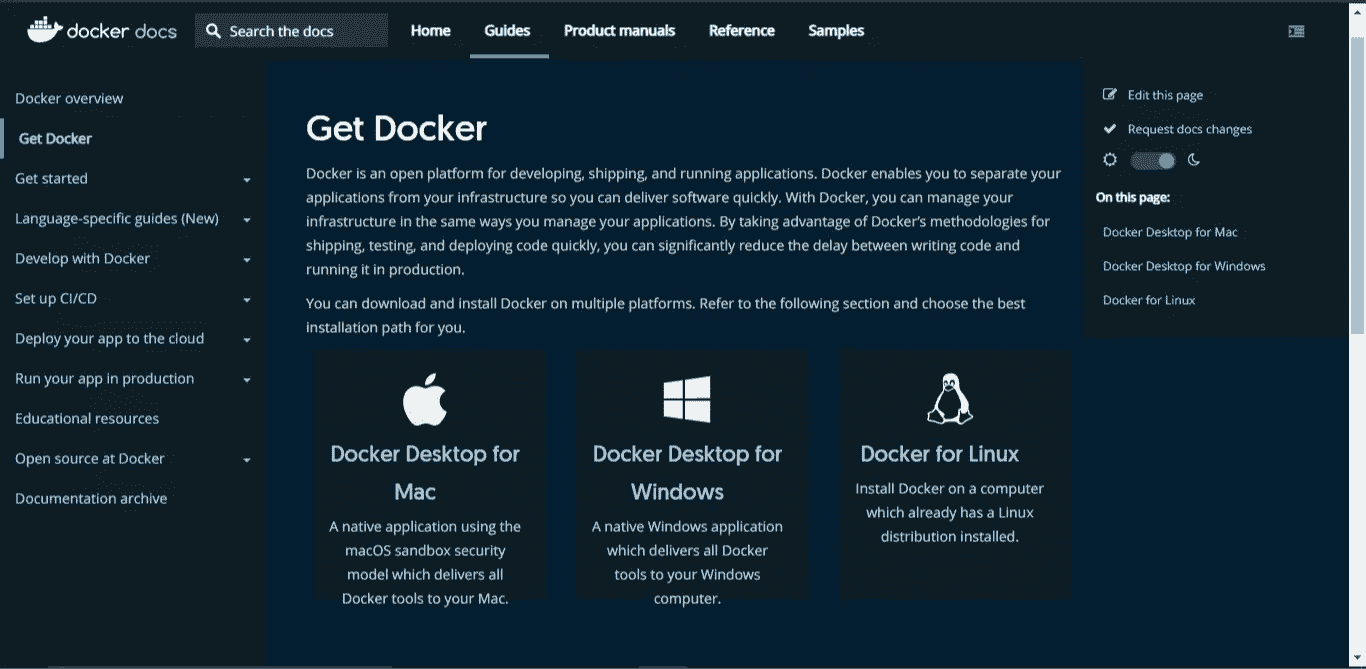 docker docs
Search the docs
Home
Guides
Product manuals
Reference
Samples
Docker overview
Get Docker
Get started
Language-specific guides (New)
Develop with Docker
Set up CI/CD
Deploy your app to the cloud
Run your app in production
Educational resources
Open source at Docker
Documentation archive
Get Docker
Docker is an open platform for developing, shipping, and running applications. Docker enables you to separate your
applications from your infrastructure so you can deliver software quickly. With Docker, you can manage your
infrastructure in the same ways you manage your applications. By taking advantage of Docker’s methodologies for
shipping, testing, and deploying code quickly, you can significantly reduce the delay between writing code and
running it in production.
You can download and install Docker on multiple platforms. Refer to the following section and choose the best
installation path for you.
Docker Desktop for
Mac
A native application using the
macOS sandbox security
model which delivers all
Docker tools to your Mac.
Docker Desktop for
Windows
A native Windows application
which delivers all Docker
tools to your Windows
computer.
Docker for Linux
Install Docker on a computer
which already has a Linux
distribution installed.
Edit this page
Request docs changes
On this page:
Docker Desktop for Mac
Docker Desktop for Windows
Docker for Linux